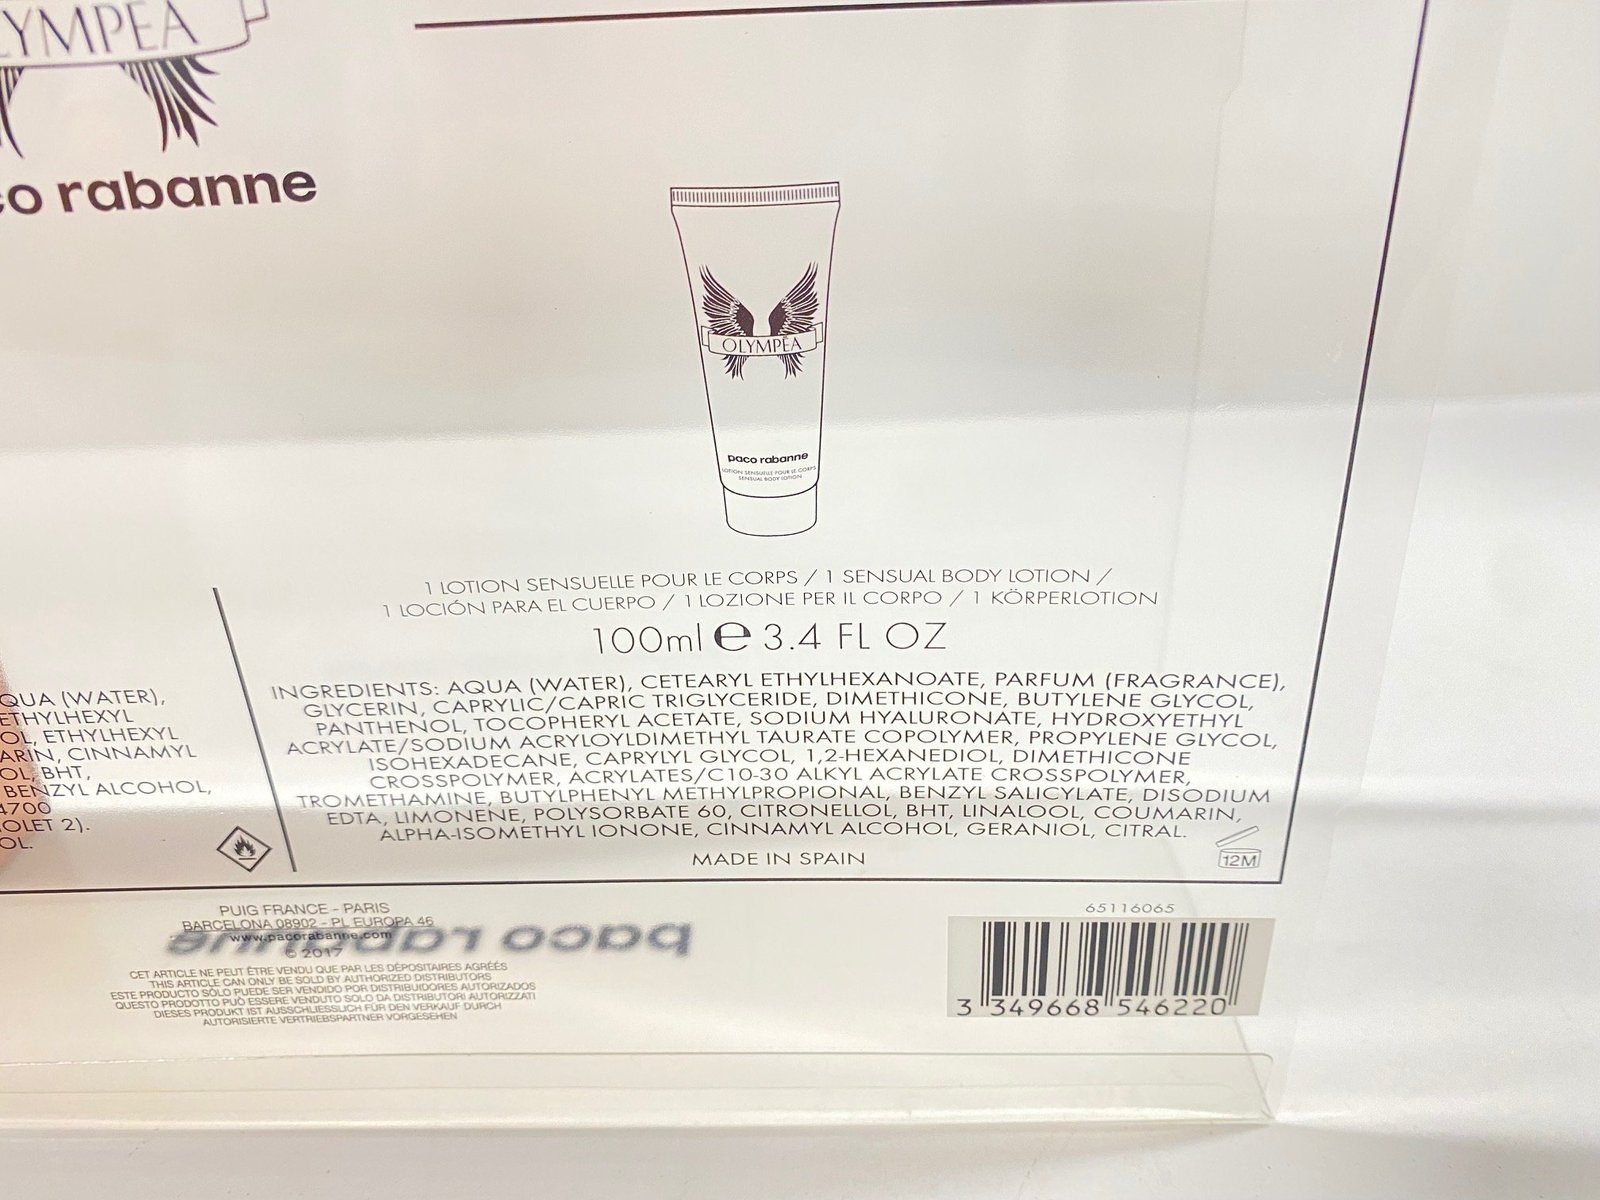 LYMPÉA
co rabanne
OLYMPÉA
paco rabanne
LOTION SENSUELLE POUR LE CORPS
SENSUAL BODY LOTION
1 LOTION SENSUELLE POUR LE CORPS / 1 SENSUAL BODY LOTION /
1 LOCIÓN PARA EL CUERPO / 1 LOZIONE PER IL CORPO / 1 KÖRPERLOTION
100ml e 3.4 FL OZ
INGREDIENTS: AQUA (WATER), CETEARYL ETHYLHEXANOATE, PARFUM (FRAGRANCE),
GLYCERIN, CAPRYLIC/CAPRIC TRIGLYCERIDE, DIMETHICONE, BUTYLENE GLYCOL,
PANTHENOL, TOCOPHERYL ACETATE, SODIUM HYALURONATE, HYDROXYETHYL
ACRYLATE/SODIUM ACRYLOYLDIMETHYL TAURATE COPOLYMER, PROPYLENE GLYCOL,
ISOHEXADECANE, CAPRYLYL GLYCOL, 1,2-HEXANEDIOL, DIMETHICONE
CROSSPOLYMER, ACRYLATES/C10-30 ALKYL ACRYLATE CROSSPOLYMER,
TROMETHAMINE, BUTYLPHENYL METHYLPROPIONAL, BENZYL SALICYLATE, DISODIUM
EDTA, LIMONENE, POLYSORBATE 60, CITRONELLOL, BHT, LINALOOL, COUMARIN,
ALPHA-ISOMETHYL IONONE, CINNAMYL ALCOHOL, GERANIOL, CITRAL.
MADE IN SPAIN
12M
QUA (WATER),
ETHYLHEXYL
OL, ETHYLHEXYL
ARIN, CINNAMYL
OL, BHT,
BENZYL ALCOHOL,
4700
IOLET 2).
OL.
PUIG FRANCE - PARIS
BARCELONA 08902 - PL EUROPA 46
www.pacorabanne.com
© 2017
paco rabanne
CET ARTICLE NE PEUT ÊTRE VENDU QUE PAR LES DÉPOSITAIRES AGRÉÉS
THIS ARTICLE CAN ONLY BE SOLD BY AUTHORIZED DISTRIBUTORS
ESTE PRODUCTO SÓLO PUEDE SER VENDIDO POR DISTRIBUIDORES AUTORIZADOS
QUESTO PRODOTTO PUÒ ESSERE VENDUTO SOLO DA DISTRIBUTORI AUTORIZZATI
DIESES PRODUKT IST AUSSCHLIESSLICH FÜR DEN VERKAUF DURCH
AUTORISIERTE VERTRIEBSPARTNER VORGESEHEN
65116065
3 349668 546220